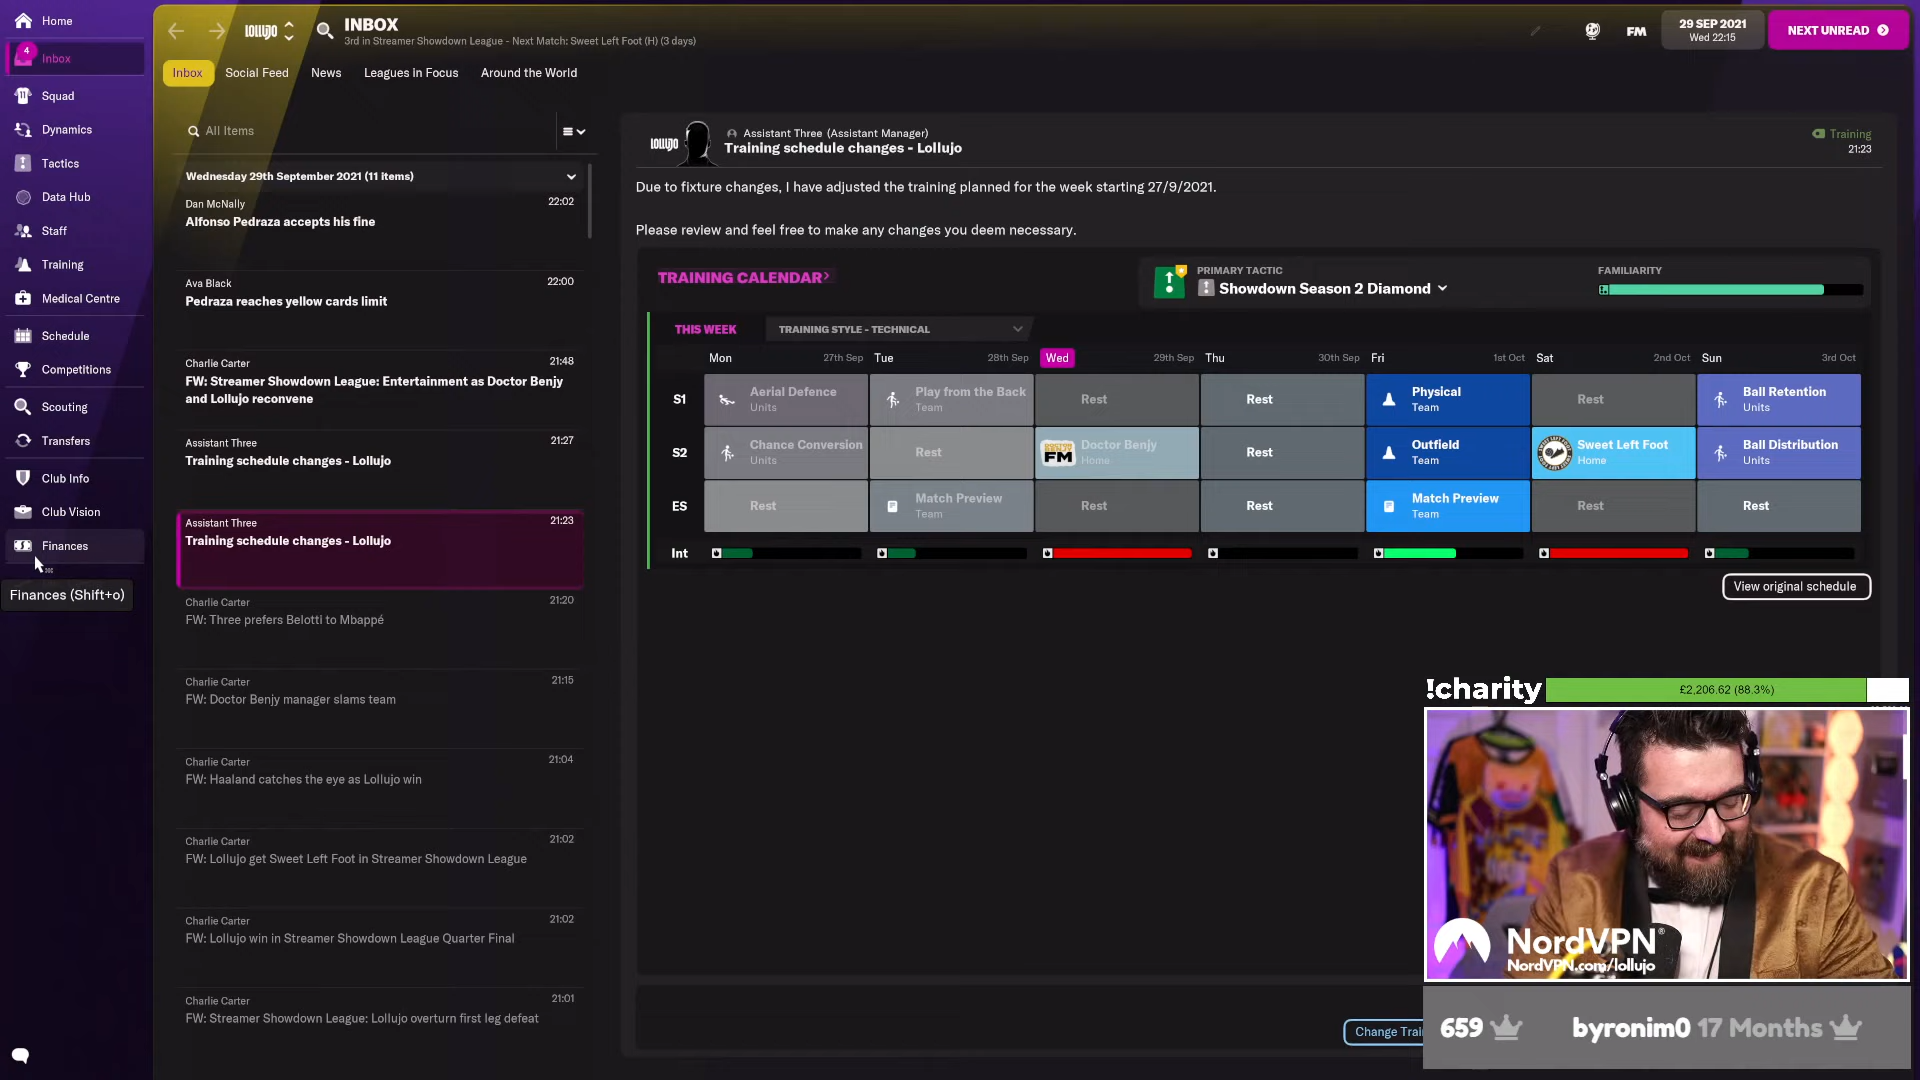 Home
4
Inbox
Squad
Dynamics
Tactics
Data Hub
Staff
Training
Medical Centre
Schedule
Competitions
Scouting
Transfers
Club Info
Club Vision
Finances
Finances (Shift+o)
lollujo
INBOX
3rd in Streamer Showdown League - Next Match: Sweet Left Foot (H) (3 days)
FM
29 SEP 2021
Wed 22:15
NEXT UNREAD
Inbox
Social Feed
News
Leagues in Focus
Around the World
All Items
Wednesday 29th September 2021 (11 items)
Dan McNally 22:02
Alfonso Pedraza accepts his fine
Ava Black 22:00
Pedraza reaches yellow cards limit
Charlie Carter 21:48
FW: Streamer Showdown League: Entertainment as Doctor Benjy
and Lollujo reconvene
Assistant Three 21:27
Training schedule changes - Lollujo
Assistant Three 21:23
Training schedule changes - Lollujo
Charlie Carter 21:20
FW: Three prefers Belotti to Mbappé
Charlie Carter 21:15
FW: Doctor Benjy manager slams team
Charlie Carter 21:04
FW: Haaland catches the eye as Lollujo win
Charlie Carter 21:02
FW: Lollujo get Sweet Left Foot in Streamer Showdown League
Charlie Carter 21:02
FW: Lollujo win in Streamer Showdown League Quarter Final
Charlie Carter 21:01
FW: Streamer Showdown League: Lollujo overturn first leg defeat
lollujo
Assistant Three (Assistant Manager)
Training schedule changes - Lollujo
Training
21:23
Due to fixture changes, I have adjusted the training planned for the week starting 27/9/2021.
Please review and feel free to make any changes you deem necessary.
TRAINING CALENDAR
PRIMARY TACTIC
Showdown Season 2 Diamond
FAMILIARITY
THIS WEEK
TRAINING STYLE - TECHNICAL
Mon 27th Sep Tue 28th Sep Wed 29th Sep Thu 30th Sep Fri 1st Oct Sat 2nd Oct Sun 3rd Oct
S1 Aerial Defence Play from the Back Rest Rest Physical Rest Ball Retention
Units Team Team Units
S2 Chance Conversion Rest Doctor Benjy Rest Outfield Sweet Left Foot Ball Distribution
Units Home Team Home Units
DOCTOR BENJY FM
ES Rest Match Preview Rest Rest Match Preview Rest Rest
Team Team
Int
View original schedule
Change Trai
!charity
£2,206.62 (88.3%)
NordVPN®
NordVPN.com/lollujo
659
byronim0 17 Months